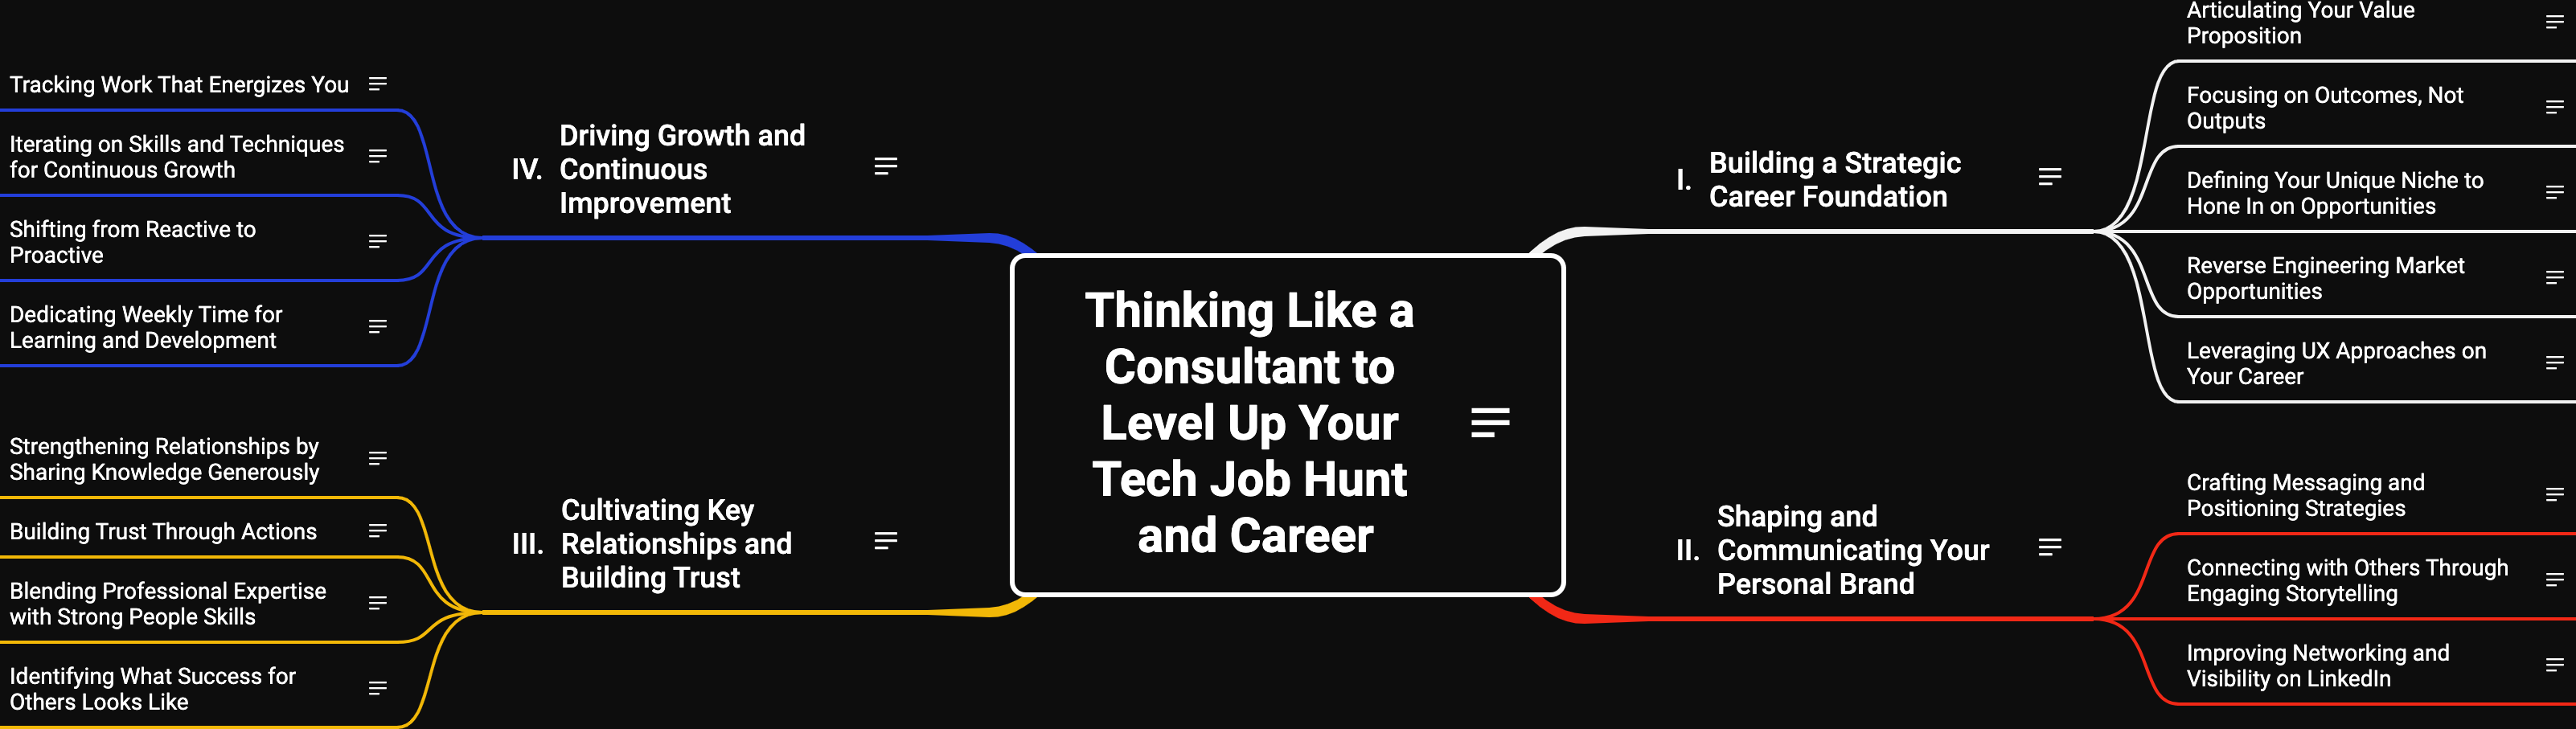 Thinking Like a
Consultant to
Level Up Your
Tech Job Hunt
and Career
I. Building a Strategic
Career Foundation
Articulating Your Value
Proposition
Focusing on Outcomes, Not
Outputs
Defining Your Unique Niche to
Hone In on Opportunities
Reverse Engineering Market
Opportunities
Leveraging UX Approaches on
Your Career
II. Shaping and
Communicating Your
Personal Brand
Crafting Messaging and
Positioning Strategies
Connecting with Others Through
Engaging Storytelling
Improving Networking and
Visibility on LinkedIn
III. Cultivating Key
Relationships and
Building Trust
Strengthening Relationships by
Sharing Knowledge Generously
Building Trust Through Actions
Blending Professional Expertise
with Strong People Skills
Identifying What Success for
Others Looks Like
IV. Driving Growth and
Continuous
Improvement
Tracking Work That Energizes You
Iterating on Skills and Techniques
for Continuous Growth
Shifting from Reactive to
Proactive
Dedicating Weekly Time for
Learning and Development